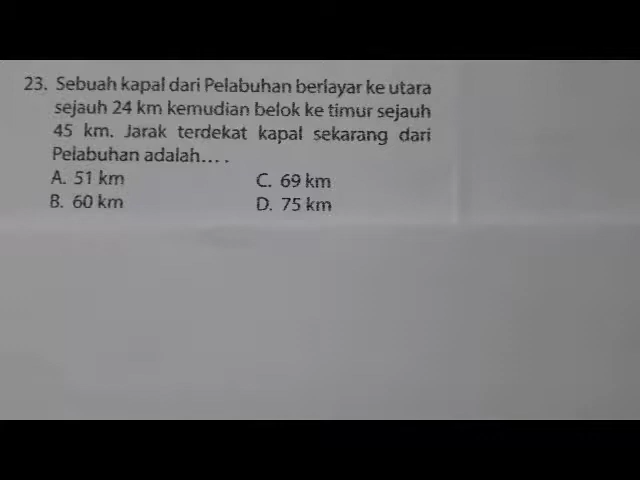 23. Sebuah kapal dari Pelabuhan berlayar ke utara
sejauh 24 km kemudian belok ke timur sejauh
45 km. Jarak terdekat kapal sekarang dari
Pelabuhan adalah....
A. 51 km C. 69 km
B. 60 km D. 75 km